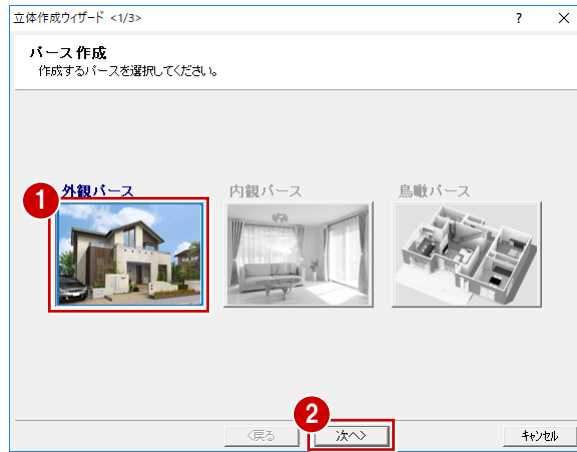 立体作成ウィザード <1/3>
? ×
パース作成
作成するパースを選択してください。
1
外観パース
内観パース
鳥瞰パース
2
<戻る
次へ>
キャンセル